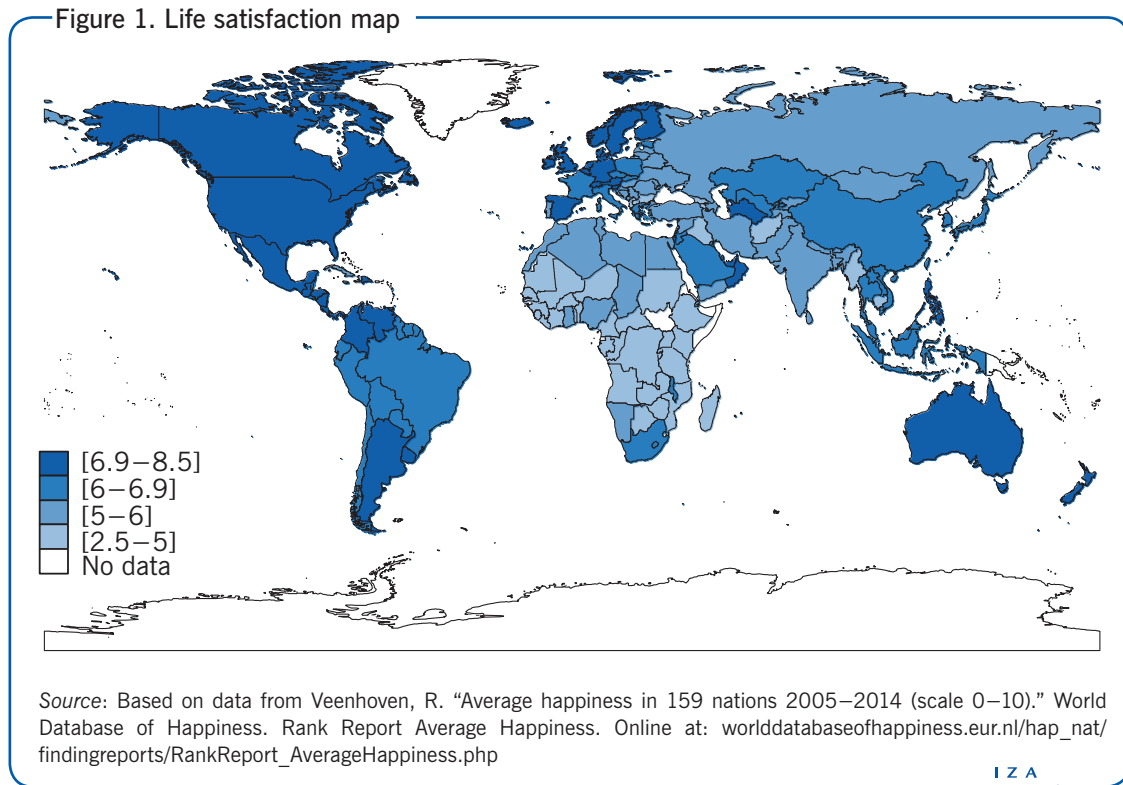 Figure 1. Life satisfaction map
[6.9–8.5]
[6–6.9]
[5–6]
[2.5–5]
No data
Source: Based on data from Veenhoven, R. “Average happiness in 159 nations 2005–2014 (scale 0–10).” World
Database of Happiness. Rank Report Average Happiness. Online at: worlddatabaseofhappiness.eur.nl/hap_nat/
findingreports/RankReport_AverageHappiness.php
I Z A